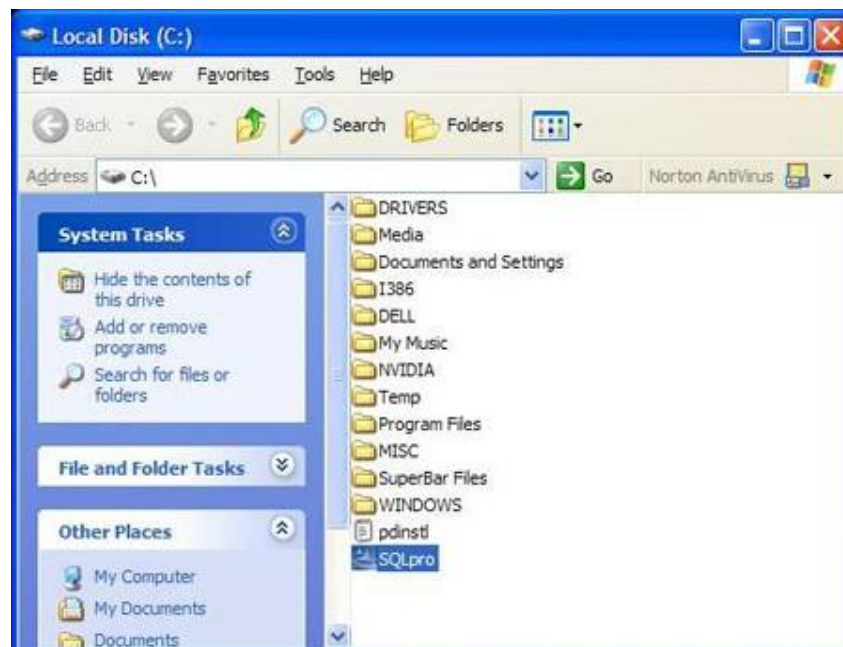 Local Disk (C:)
File Edit View Favorites Tools Help
Back Search Folders
Address C:\ Go Norton AntiVirus
System Tasks
Hide the contents of
this drive
Add or remove
programs
Search for files or
folders
File and Folder Tasks
Other Places
My Computer
My Documents
Documents
DRIVERS
Media
Documents and Settings
I386
DELL
My Music
NVIDIA
Temp
Program Files
MISC
SuperBar Files
WINDOWS
pdinstl
SQLpro